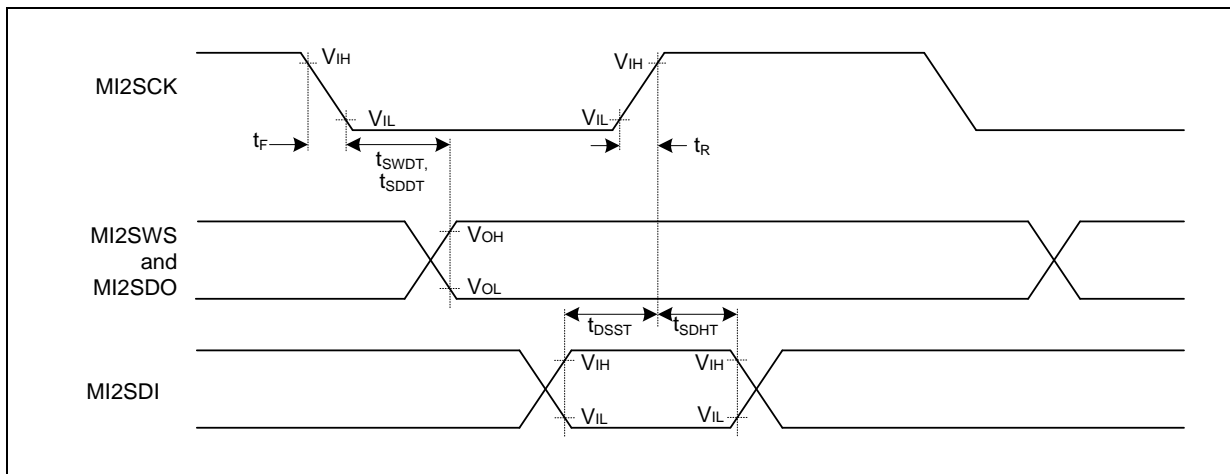 MI2SCK
VIH
VIL
tF
tSWDT,
tSDDT
VIH
VIL
tR
MI2SWS
and
MI2SDO
VOH
VOL
tDSST
tSDHT
MI2SDI
VIH
VIL
VIH
VIL